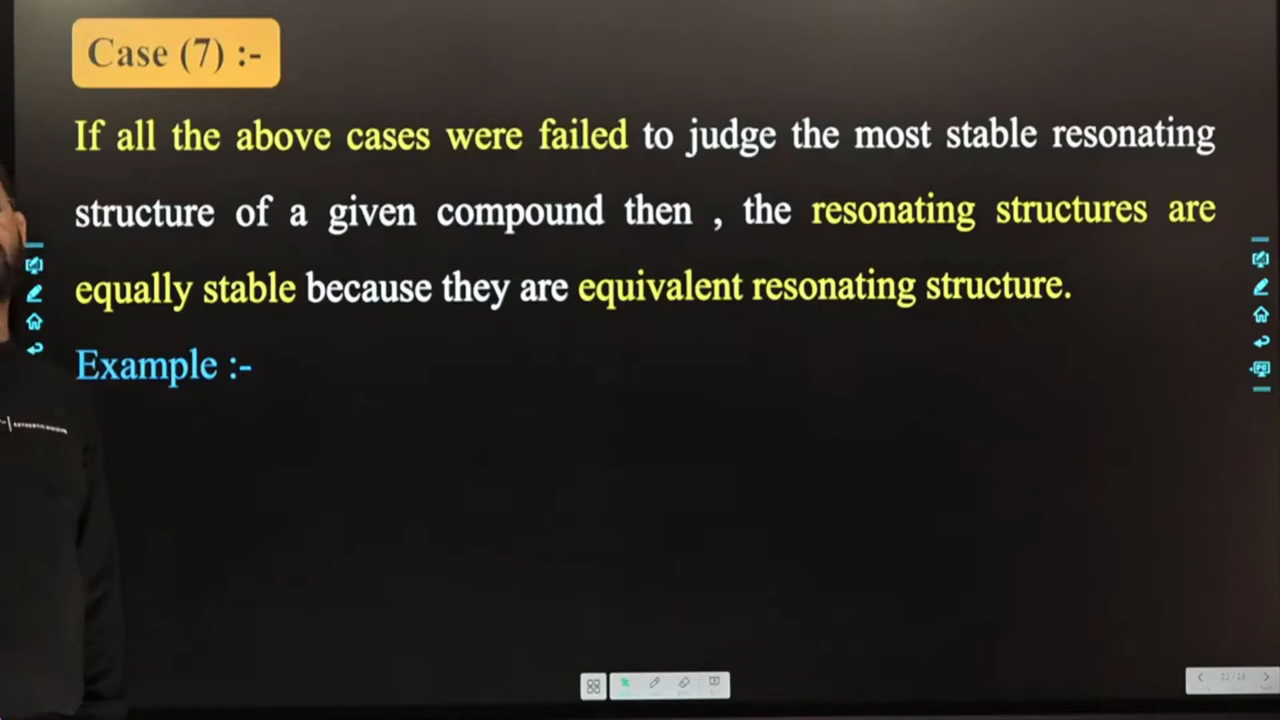 Case (7) :-
If all the above cases were failed to judge the most stable resonating
structure of a given compound then , the resonating structures are
equally stable because they are equivalent resonating structure.
Example :-